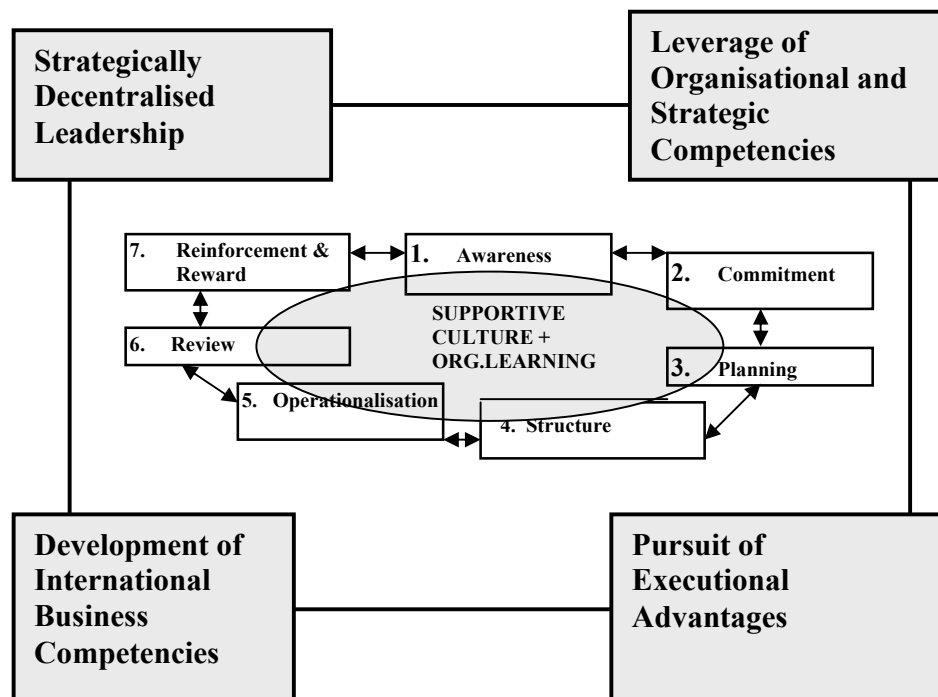 Strategically
Decentralised
Leadership
Leverage of
Organisational and
Strategic
Competencies
7. Reinforcement &
Reward
1. Awareness
2. Commitment
SUPPORTIVE
CULTURE +
ORG.LEARNING
6. Review
3. Planning
5. Operationalisation
4. Structure
Development of
International
Business
Competencies
Pursuit of
Executional
Advantages